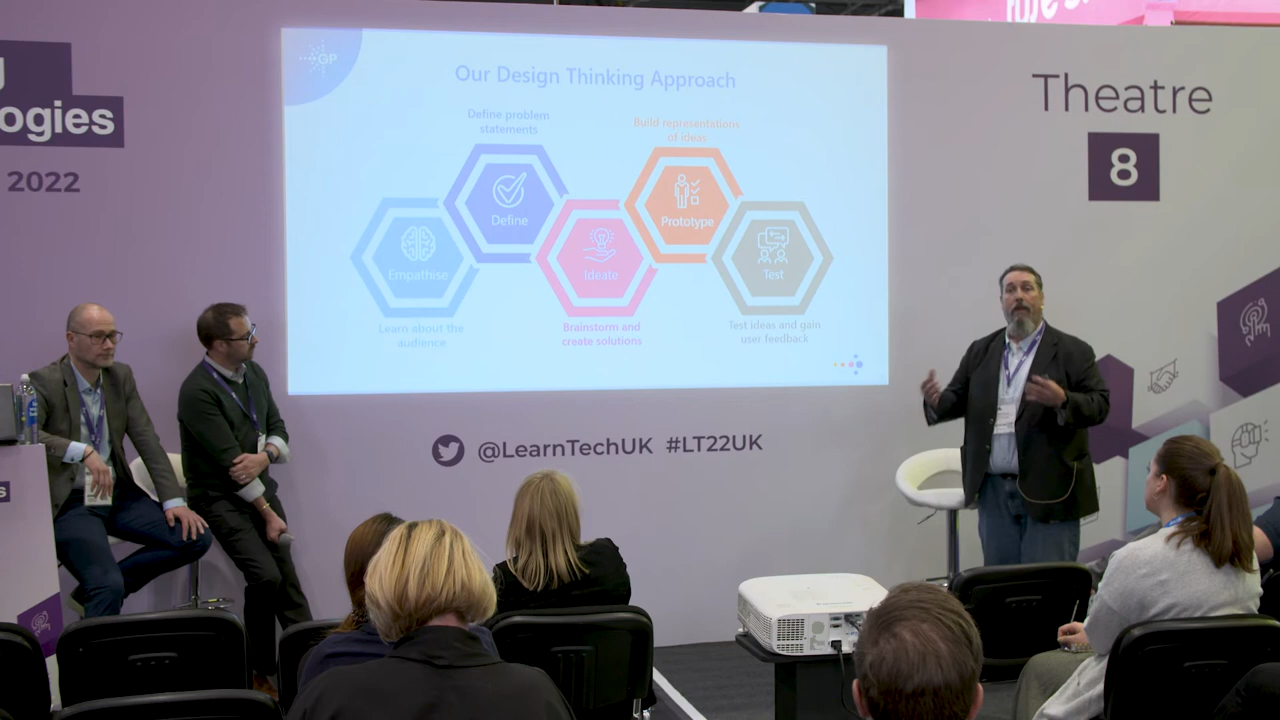 ogies
2022
GP
Our Design Thinking Approach
Define problem
statements
Build representations
of ideas
Define
Prototype
Empathise
Ideate
Test
Learn about the
audience
Brainstorm and
create solutions
Test ideas and gain
user feedback
@LearnTechUK #LT22UK
Theatre
8